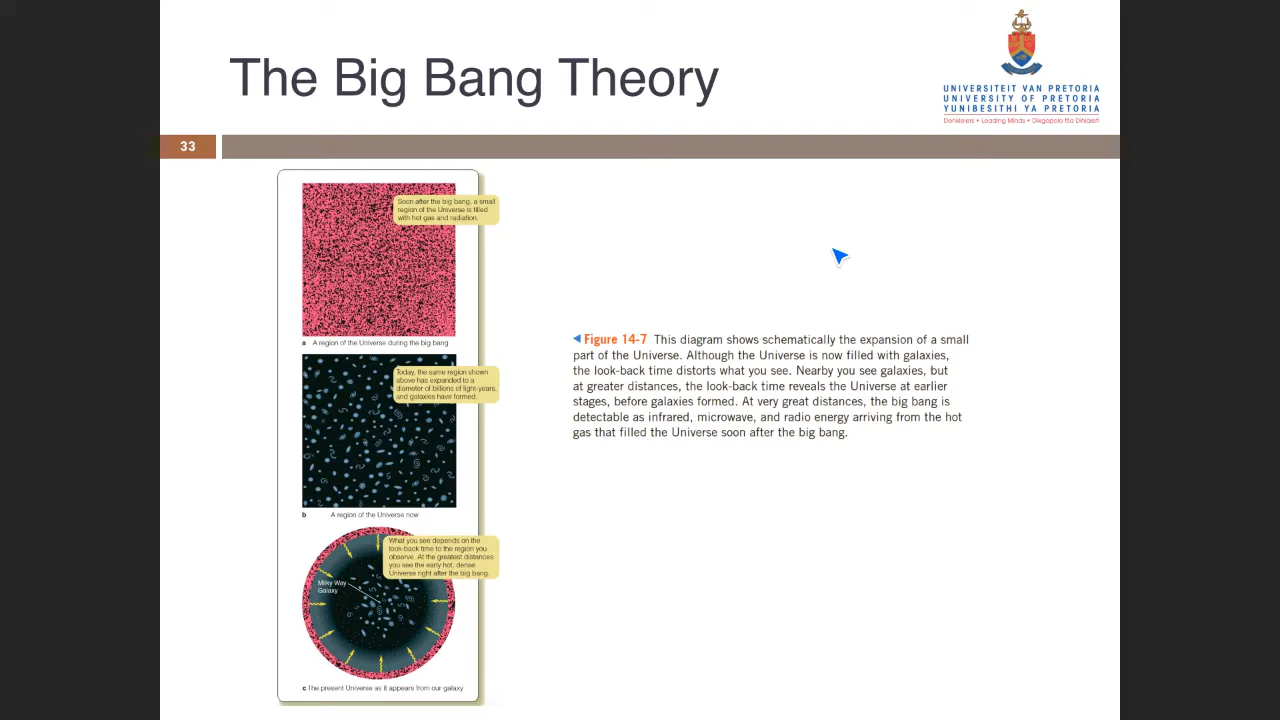 The Big Bang Theory
UNIVERSITEIT VAN PRETORIA
UNIVERSITY OF PRETORIA
YUNIBESITHI YA PRETORIA
Denkleiers • Leading Minds • Dikgopolo tša Dihlalefi
33
Soon after the big bang, a small
region of the Universe is filled
with hot gas and radiation.
a A region of the Universe during the big bang
Today, the same region shown
above has expanded to a
diameter of billions of light-years,
and galaxies have formed.
b A region of the Universe now
What you see depends on the
look-back time to the region you
observe. At the greatest distances
you see the early hot, dense
Universe right after the big bang.
Milky Way
Galaxy
c The present Universe as it appears from our galaxy
◀ Figure 14-7 This diagram shows schematically the expansion of a small
part of the Universe. Although the Universe is now filled with galaxies,
the look-back time distorts what you see. Nearby you see galaxies, but
at greater distances, the look-back time reveals the Universe at earlier
stages, before galaxies formed. At very great distances, the big bang is
detectable as infrared, microwave, and radio energy arriving from the hot
gas that filled the Universe soon after the big bang.